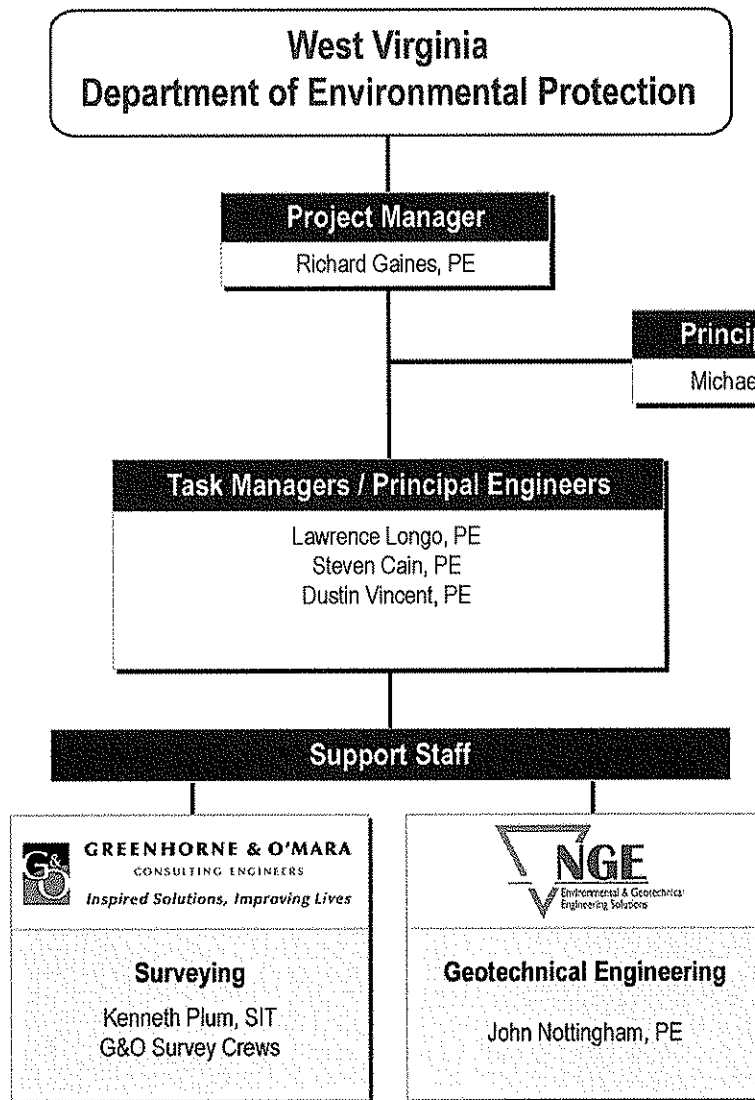 West Virginia
Department of Environmental Protection
Project Manager
Richard Gaines, PE
Princip
Michae
Task Managers / Principal Engineers
Lawrence Longo, PE
Steven Cain, PE
Dustin Vincent, PE
Support Staff
G&O
GREENHORNE & O'MARA
CONSULTING ENGINEERS
Inspired Solutions, Improving Lives
Surveying
Kenneth Plum, SIT
G&O Survey Crews
NGE
Environmental & Geotechnical
Engineering Solutions
Geotechnical Engineering
John Nottingham, PE